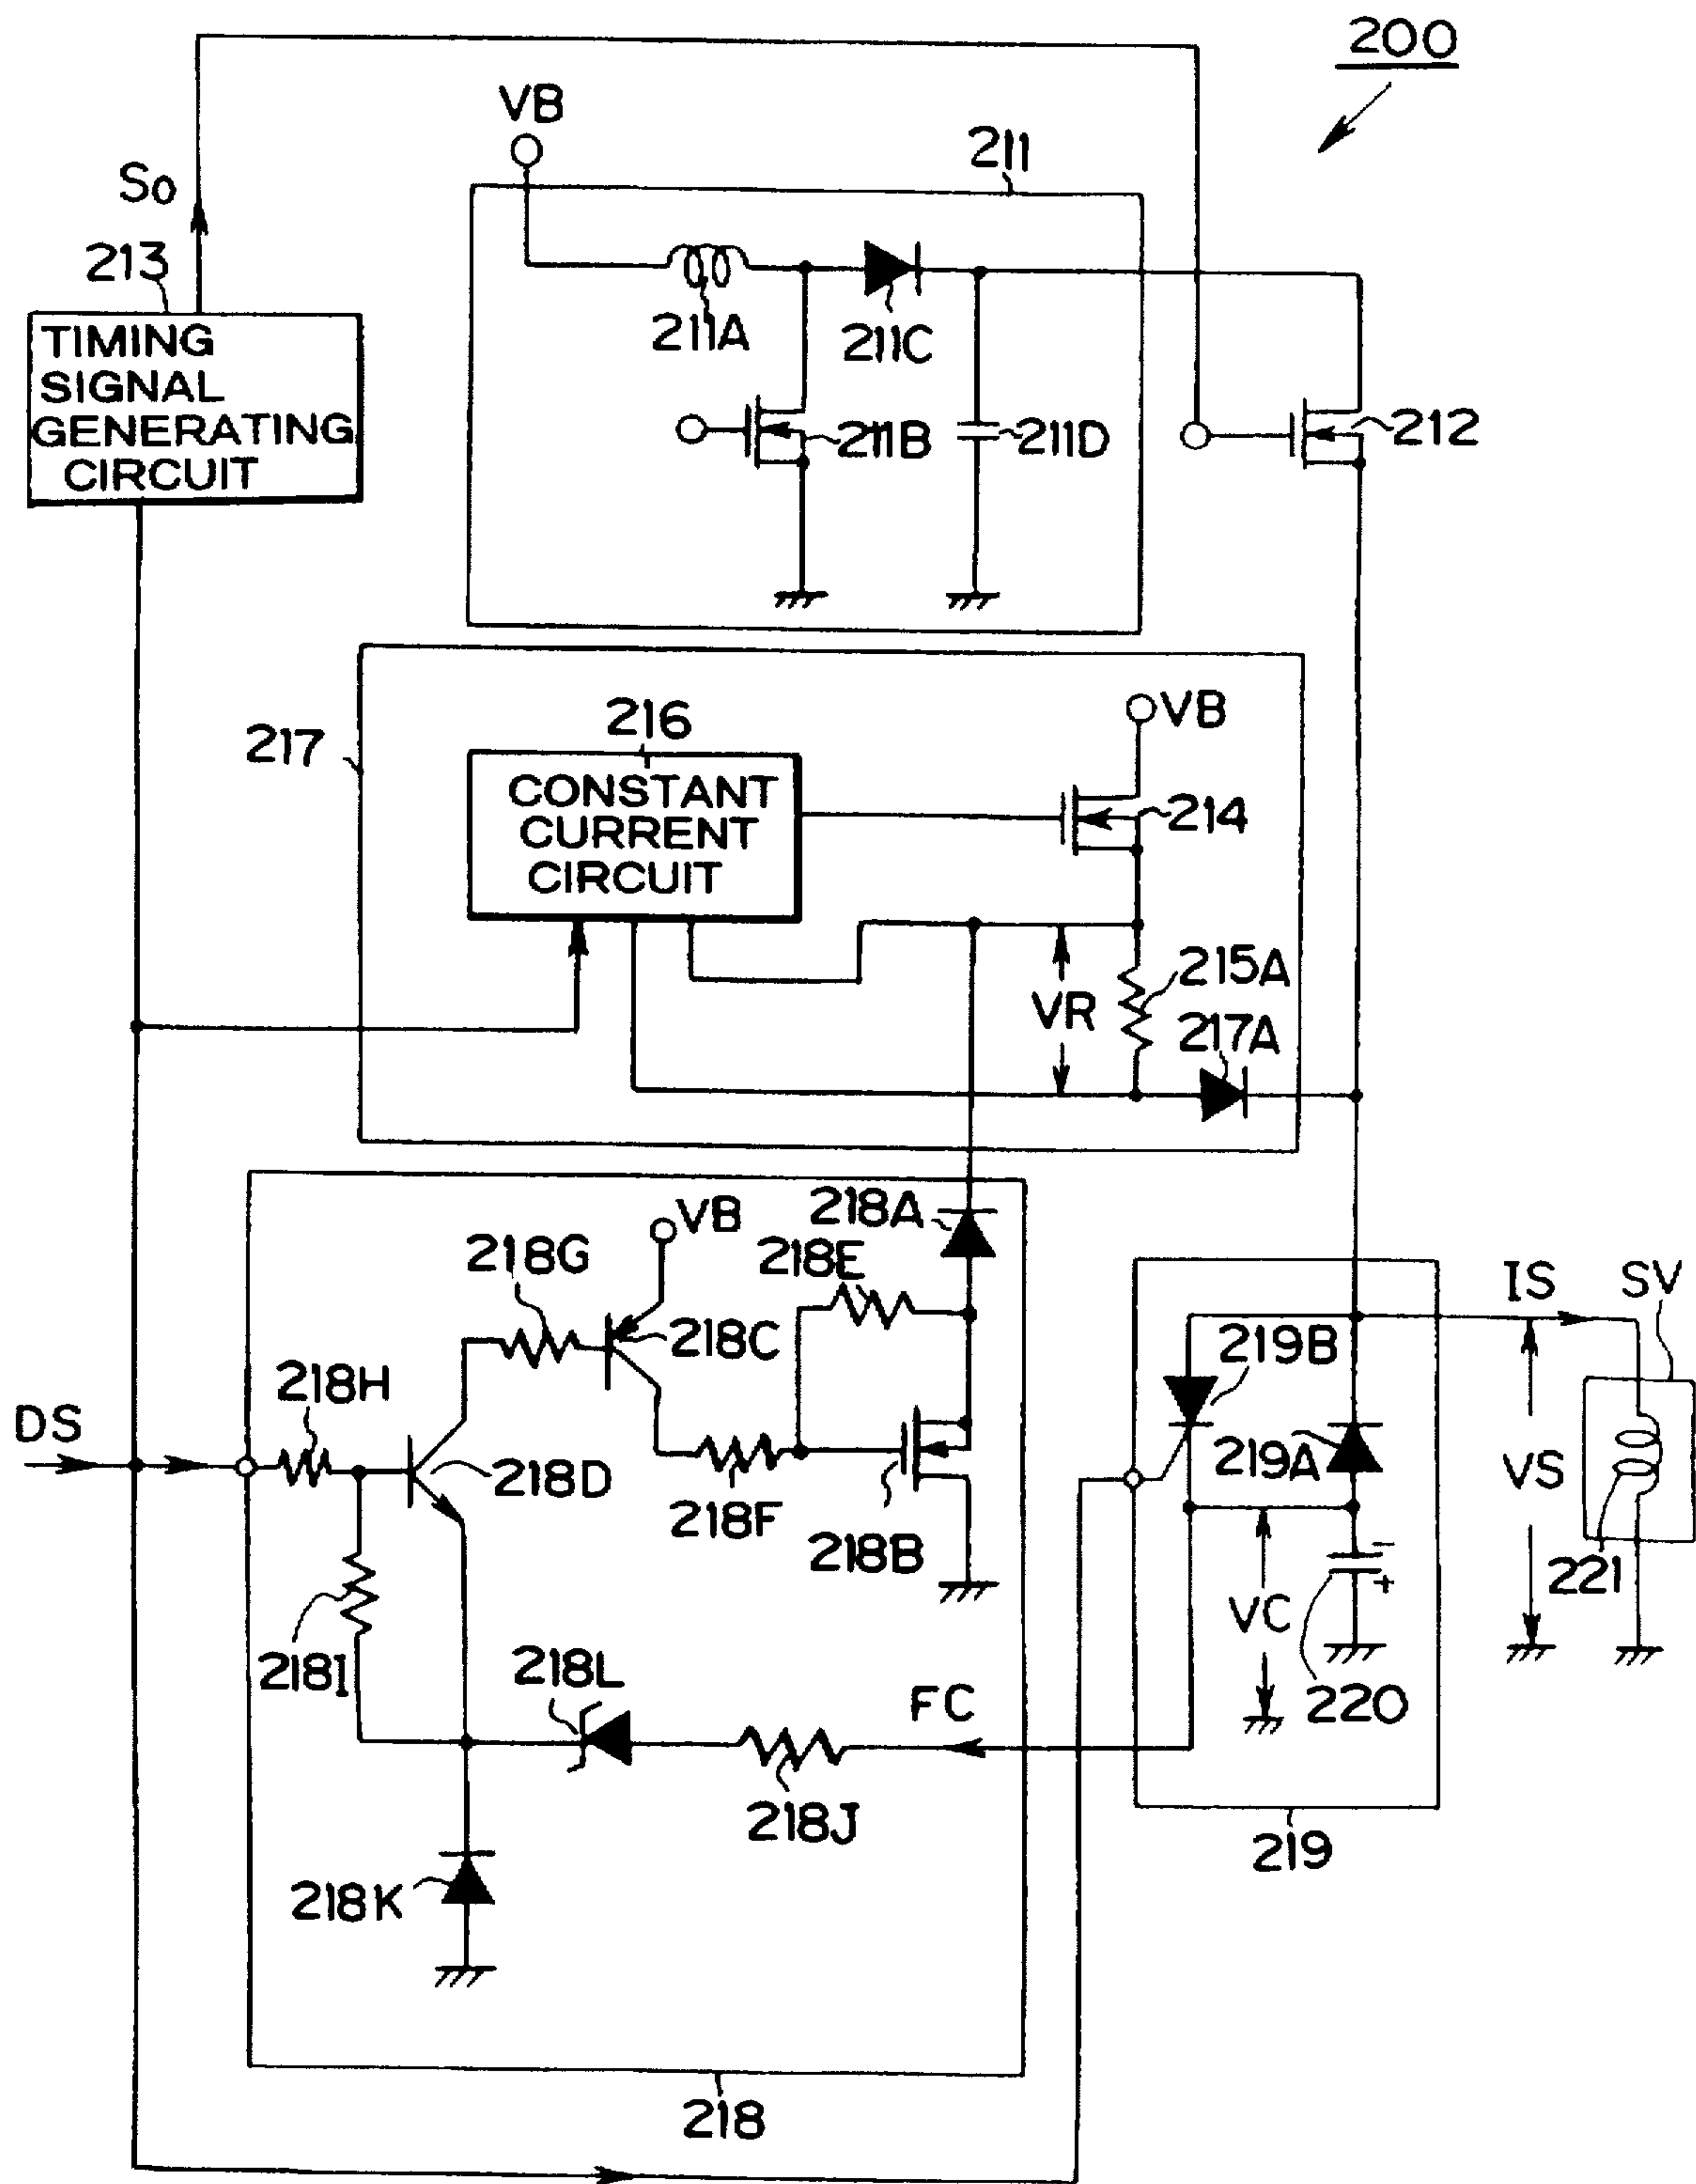 200
VB
211
So
213
TIMING
SIGNAL
GENERATING
CIRCUIT
211A
211C
211B
211D
212
VB
216
217
CONSTANT
CURRENT
CIRCUIT
214
215A
VR
217A
VB
218A
218G
218E
IS
SV
218C
219B
218H
DS
219A
218D
VS
218F
218B
-
221
+
VC
218I
218L
FC
220
218J
219
218K
218